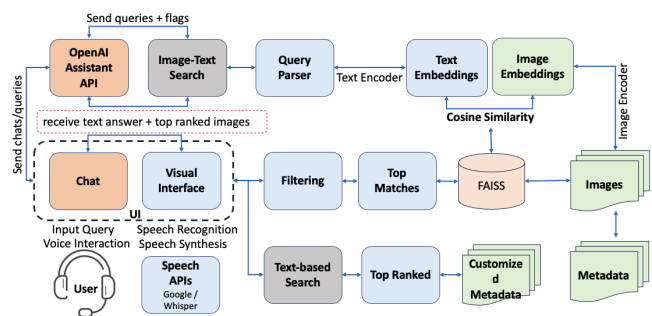 Send queries + flags
OpenAI
Assistant
API
Image-Text
Search
Query
Parser
Text Encoder
Text
Embeddings
Image
Embeddings
Cosine Similarity
Image Encoder
Send chats/queries
receive text answer + top ranked images
Chat
Visual
Interface
UI
Filtering
Top
Matches
FAISS
Images
Input Query
Voice Interaction
Speech Recognition
Speech Synthesis
User
Speech
APIs
Google /
Whisper
Text-based
Search
Top Ranked
Customize
d
Metadata
Metadata